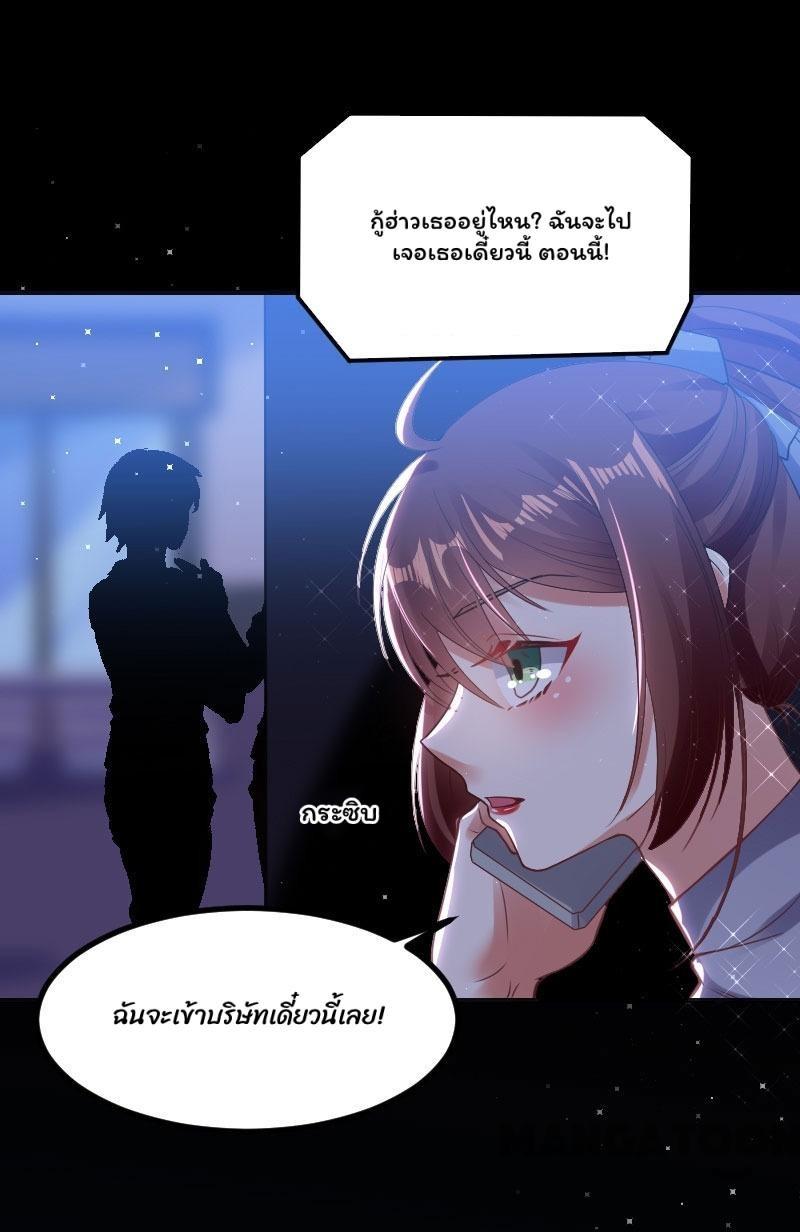 กู้ฮ่าวเธออยู่ไหน? ฉันจะไป
เจอเธอเดี๋ยวนี้ ตอนนี้!
กระซิบ
ฉันจะเข้าบริษัทเดี๋ยวนี้เลย!
MANGATOON